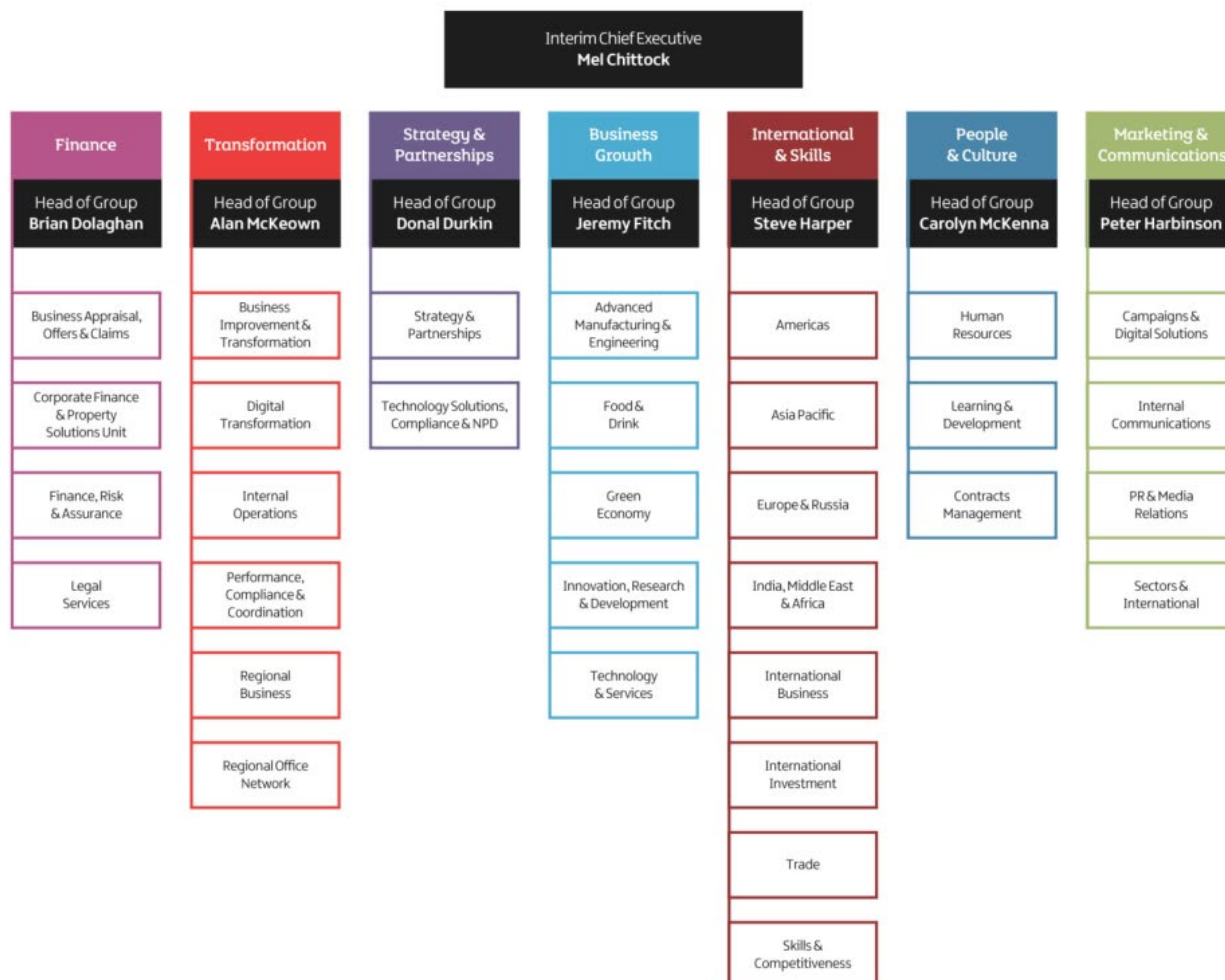 Interim Chief Executive
Mel Chittock
Finance
Head of Group
Brian Dolaghan
Business Appraisal,
Offers & Claims
Corporate Finance
& Property
Solutions Unit
Finance, Risk
& Assurance
Legal
Services
Transformation
Head of Group
Alan McKeown
Business
Improvement &
Transformation
Digital
Transformation
Internal
Operations
Performance,
Compliance &
Coordination
Regional
Business
Regional Office
Network
Strategy &
Partnerships
Head of Group
Donal Durkin
Strategy &
Partnerships
Technology Solutions,
Compliance & NPD
Business
Growth
Head of Group
Jeremy Fitch
Advanced
Manufacturing &
Engineering
Food &
Drink
Green
Economy
Innovation, Research
& Development
Technology
& Services
International
& Skills
Head of Group
Steve Harper
Americas
Asia Pacific
Europe & Russia
India, Middle East
& Africa
International
Business
International
Investment
Trade
Skills &
Competitiveness
People
& Culture
Head of Group
Carolyn McKenna
Human
Resources
Learning &
Development
Contracts
Management
Marketing &
Communications
Head of Group
Peter Harbinson
Campaigns &
Digital Solutions
Internal
Communications
PR & Media
Relations
Sectors &
International